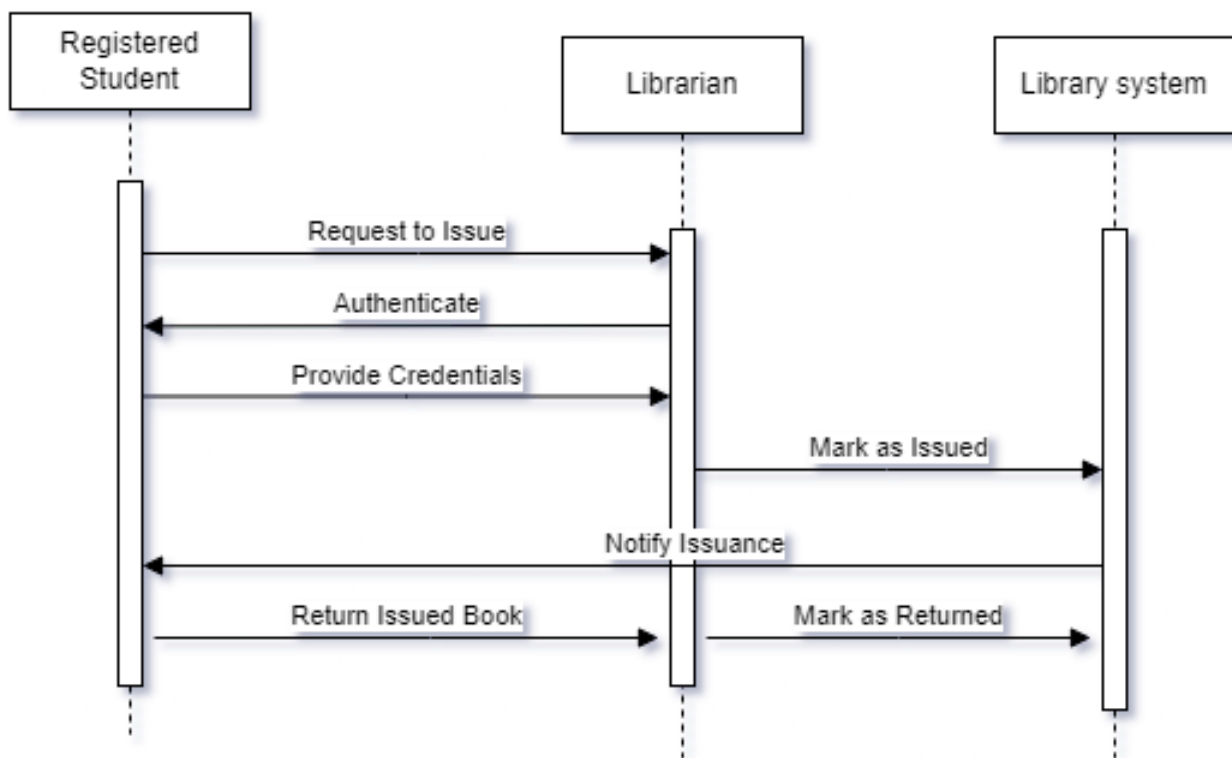 Registered
Student
Librarian
Library system
Request to Issue
Authenticate
Provide Credentials
Mark as Issued
Notify Issuance
Return Issued Book
Mark as Returned